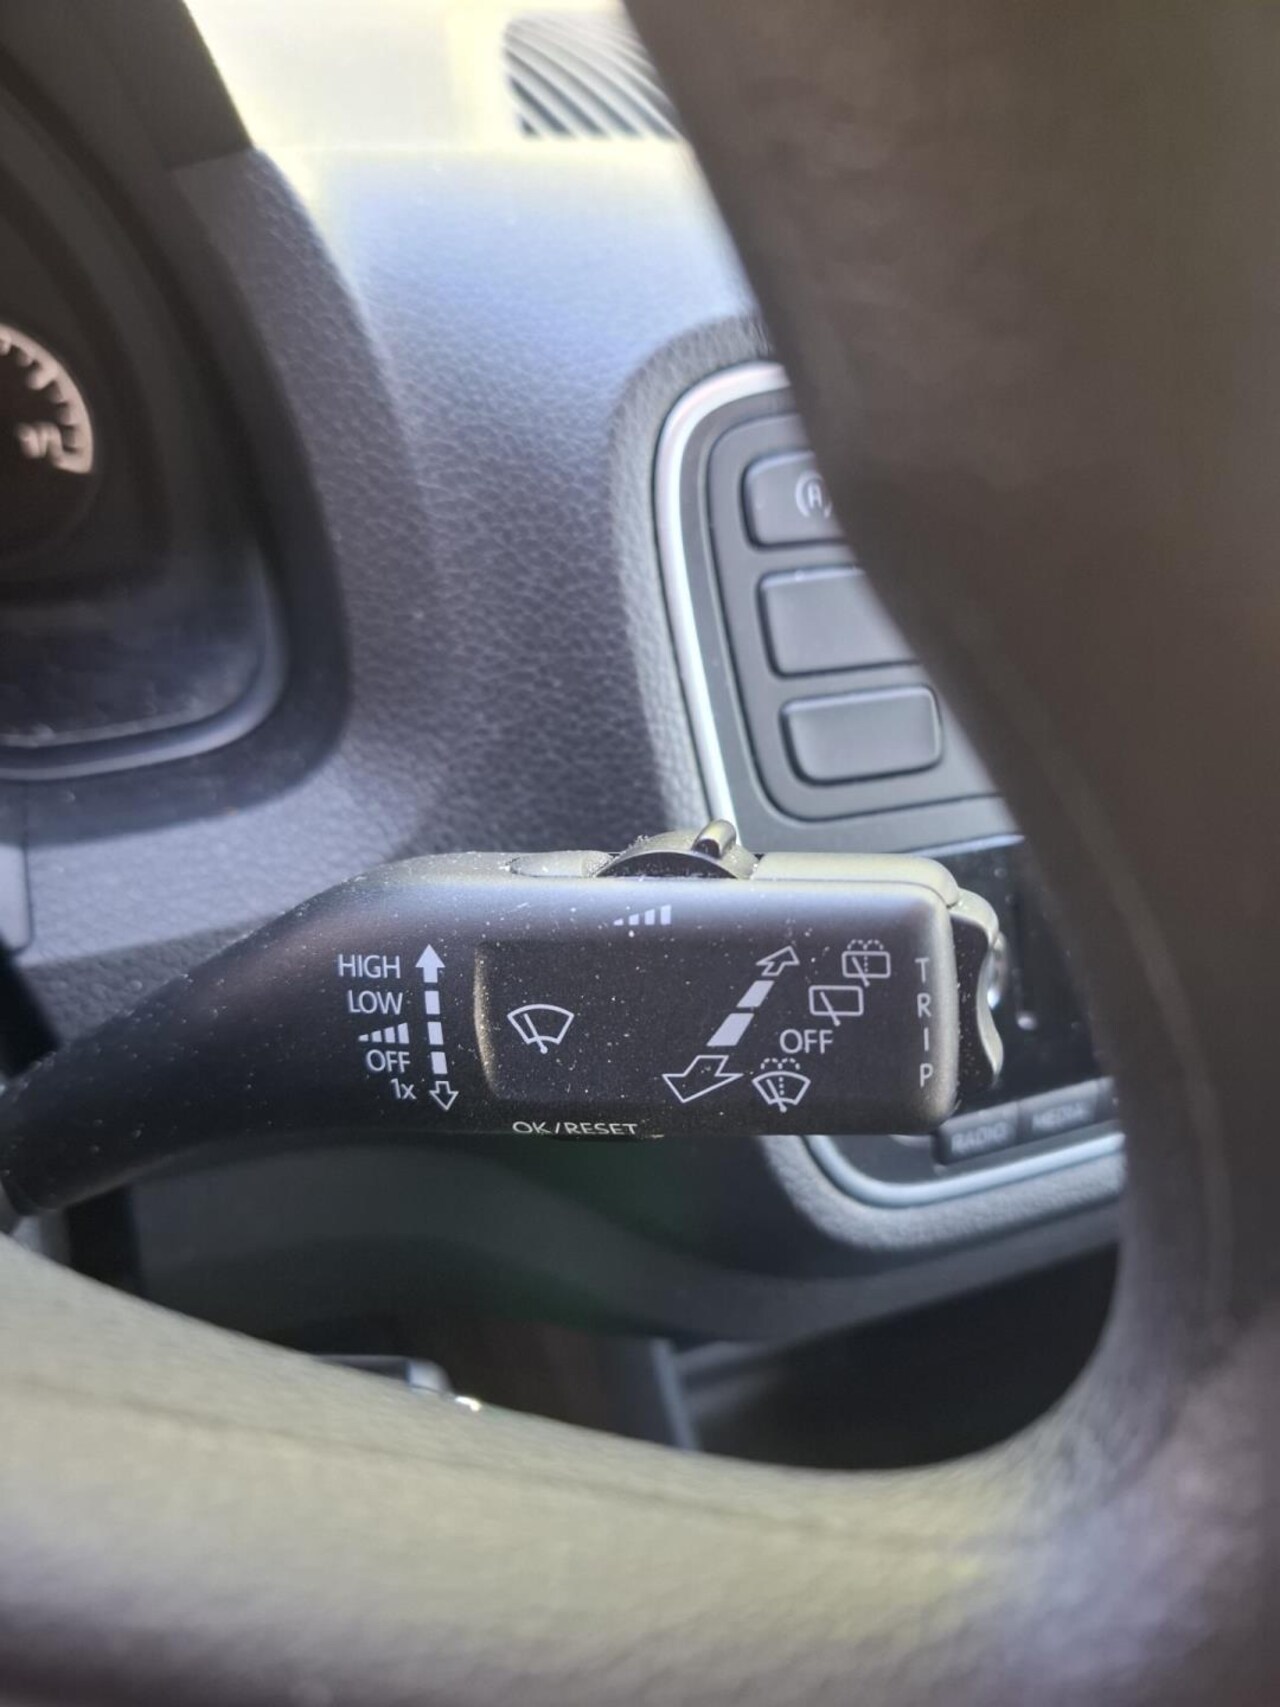 HIGH
LOW
OFF
1x
OFF
TRIP
OK/RESET
RADIO
MEDIA